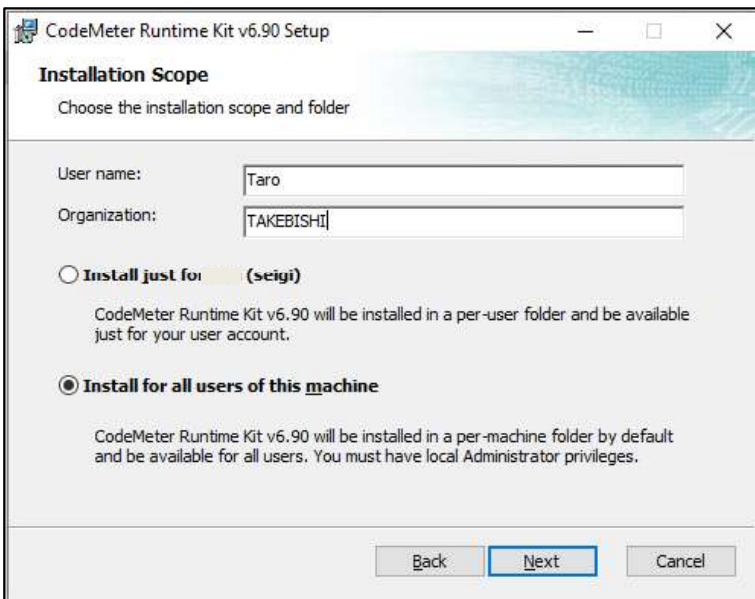 CodeMeter Runtime Kit v6.90 Setup
Installation Scope
Choose the installation scope and folder
User name:
Taro
Organization:
TAKEBISHI
Install just for (seigi)
CodeMeter Runtime Kit v6.90 will be installed in a per-user folder and be available
just for your user account.
Install for all users of this machine
CodeMeter Runtime Kit v6.90 will be installed in a per-machine folder by default
and be available for all users. You must have local Administrator privileges.
Back
Next
Cancel